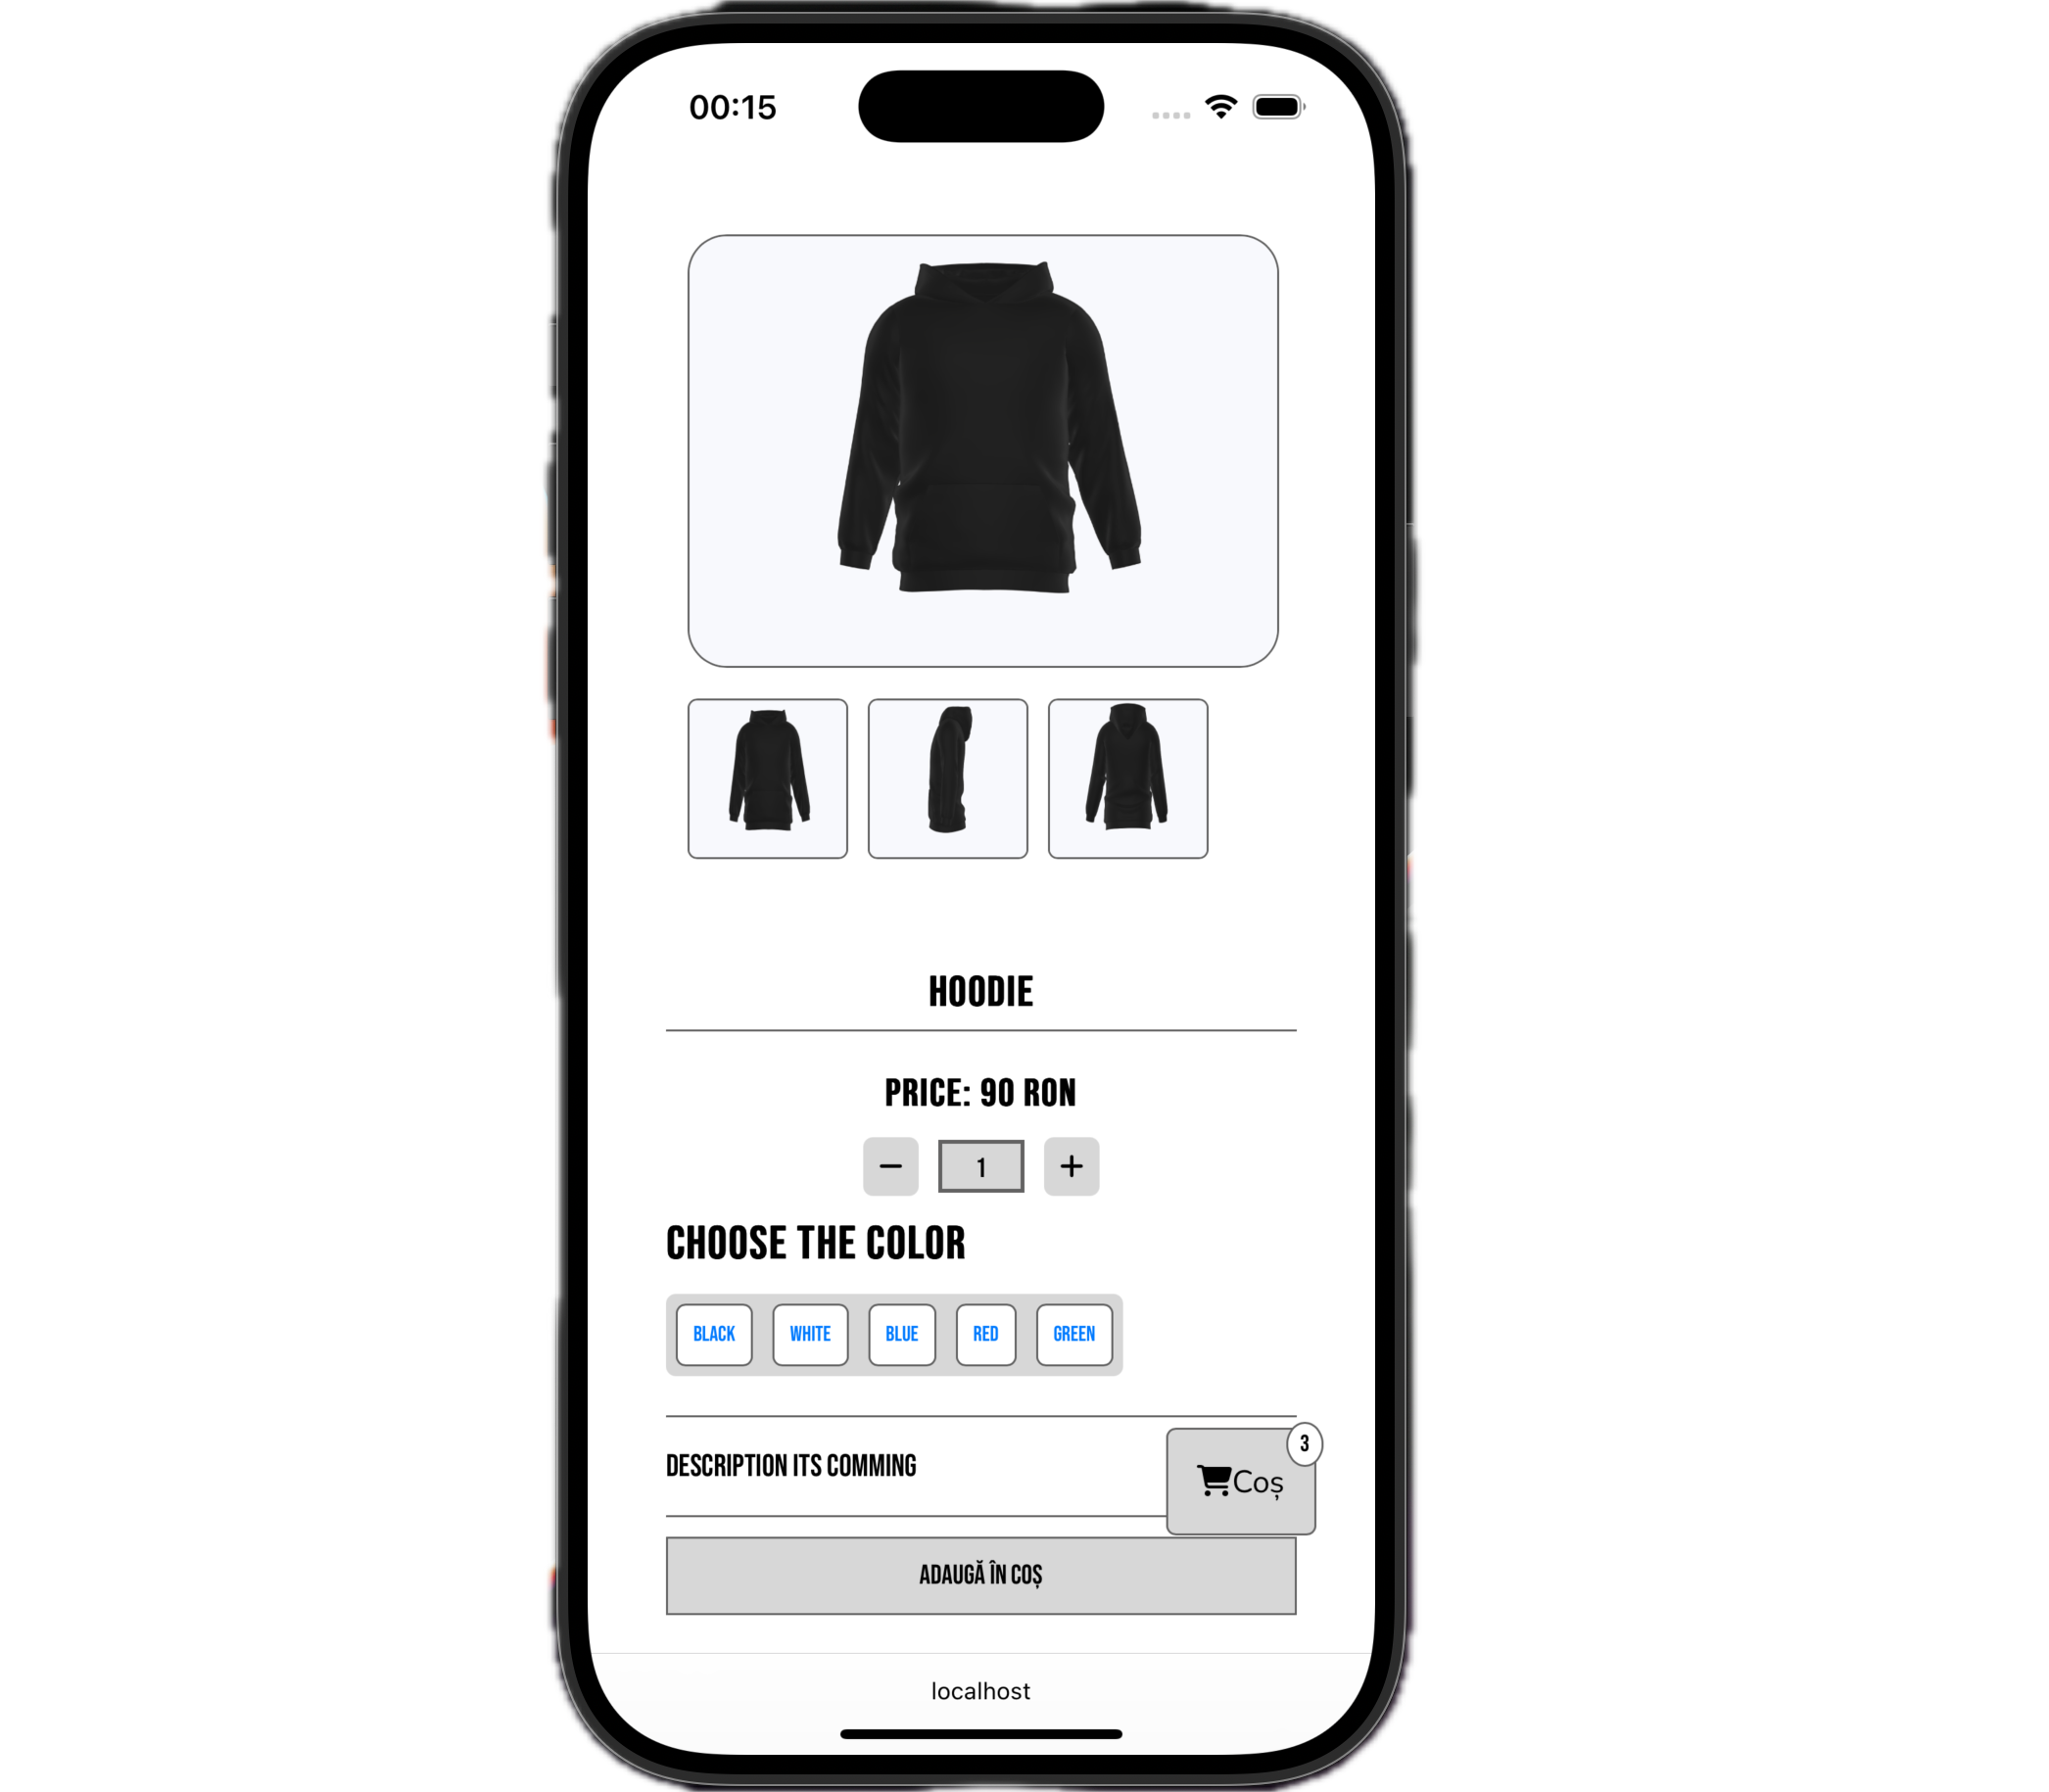 00:15
HOODIE
PRICE: 90 RON
1
CHOOSE THE COLOR
BLACK WHITE BLUE RED GREEN
3
DESCRIPTION ITS COMMING
Coș
ADAUGĂ ÎN COȘ
localhost